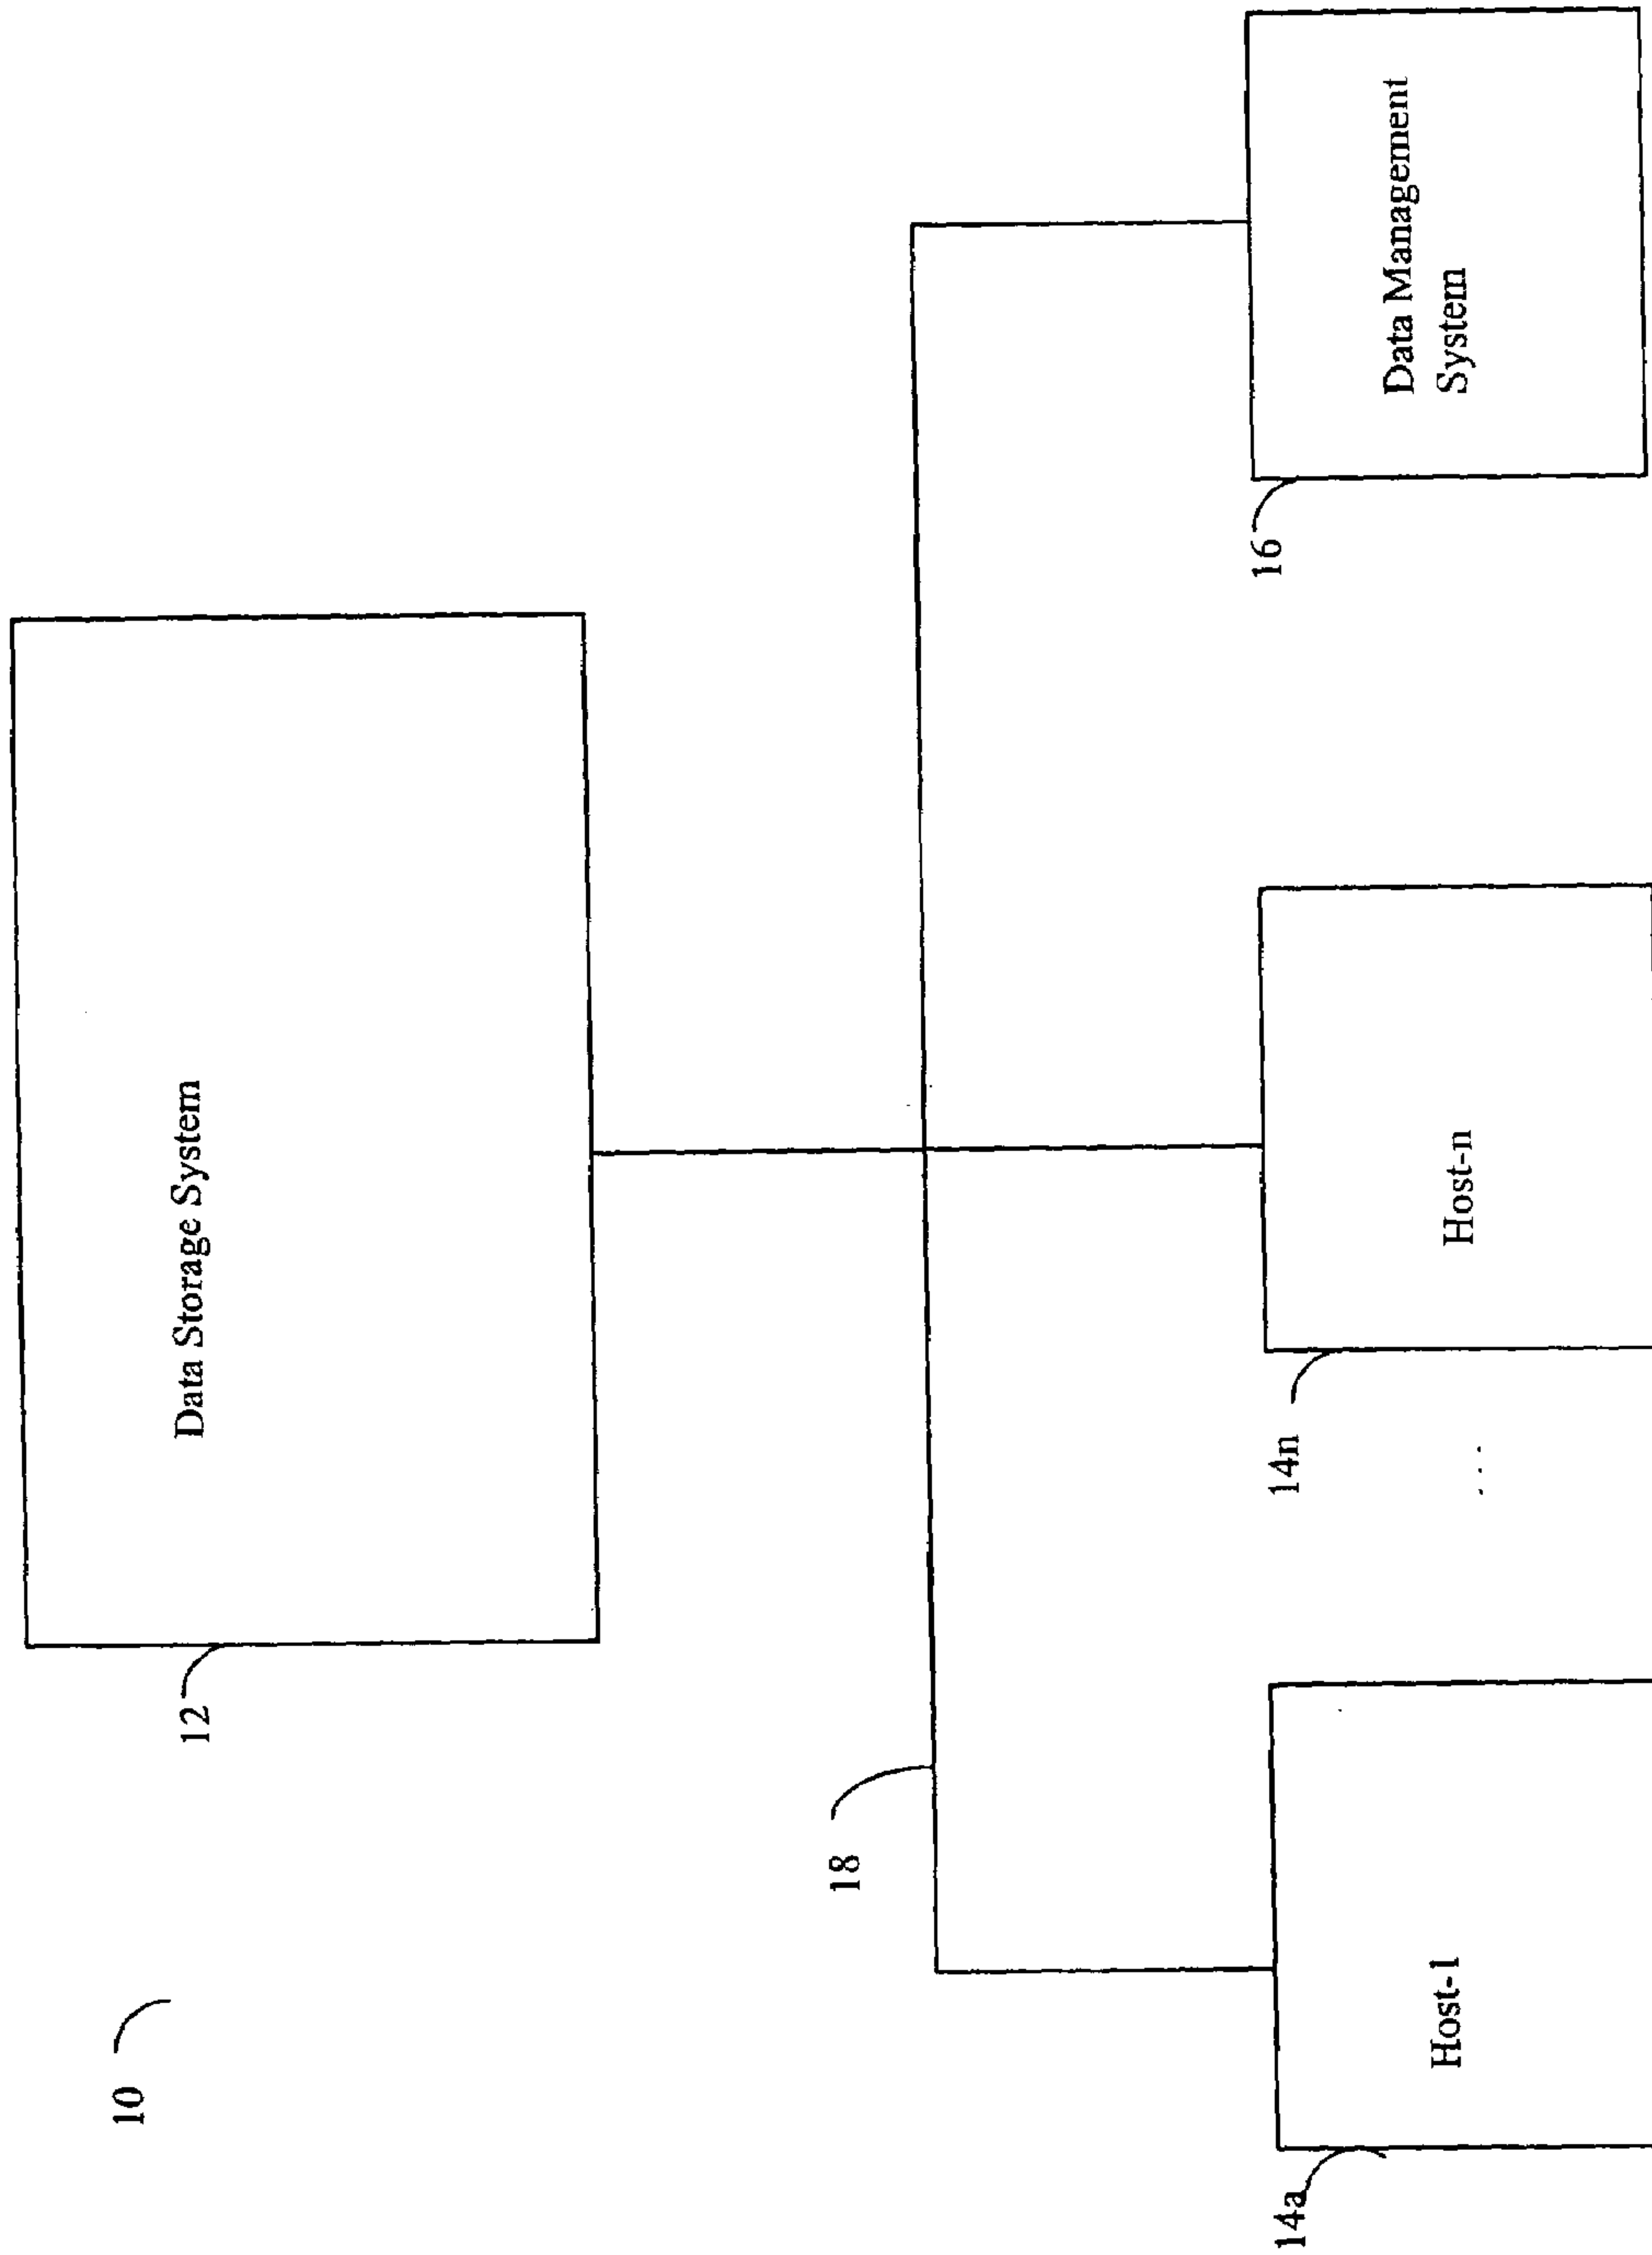 10
12
Data Storage System
18
14a
Host-1
14n
Host-n
...
16
Data Management
System